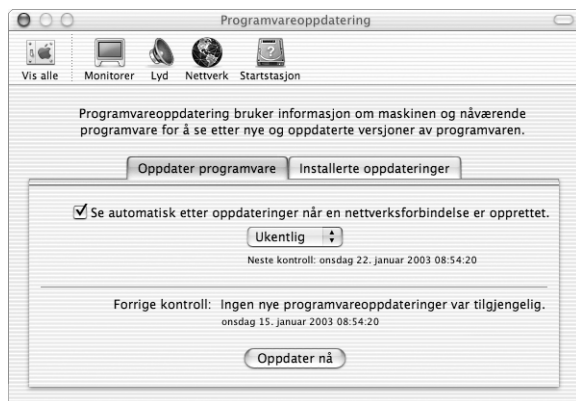 Programvareoppdatering
Vis alle Monitorer Lyd Nettverk Startstasjon
Programvareoppdatering bruker informasjon om maskinen og nåværende
programvare for å se etter nye og oppdaterte versjoner av programvaren.
Oppdater programvare Installerte oppdateringer
Se automatisk etter oppdateringer når en nettverksforbindelse er opprettet.
Ukentlig
Neste kontroll: onsdag 22. januar 2003 08:54:20
Forrige kontroll: Ingen nye programvareoppdateringer var tilgjengelig.
onsdag 15. januar 2003 08:54:20
Oppdater nå